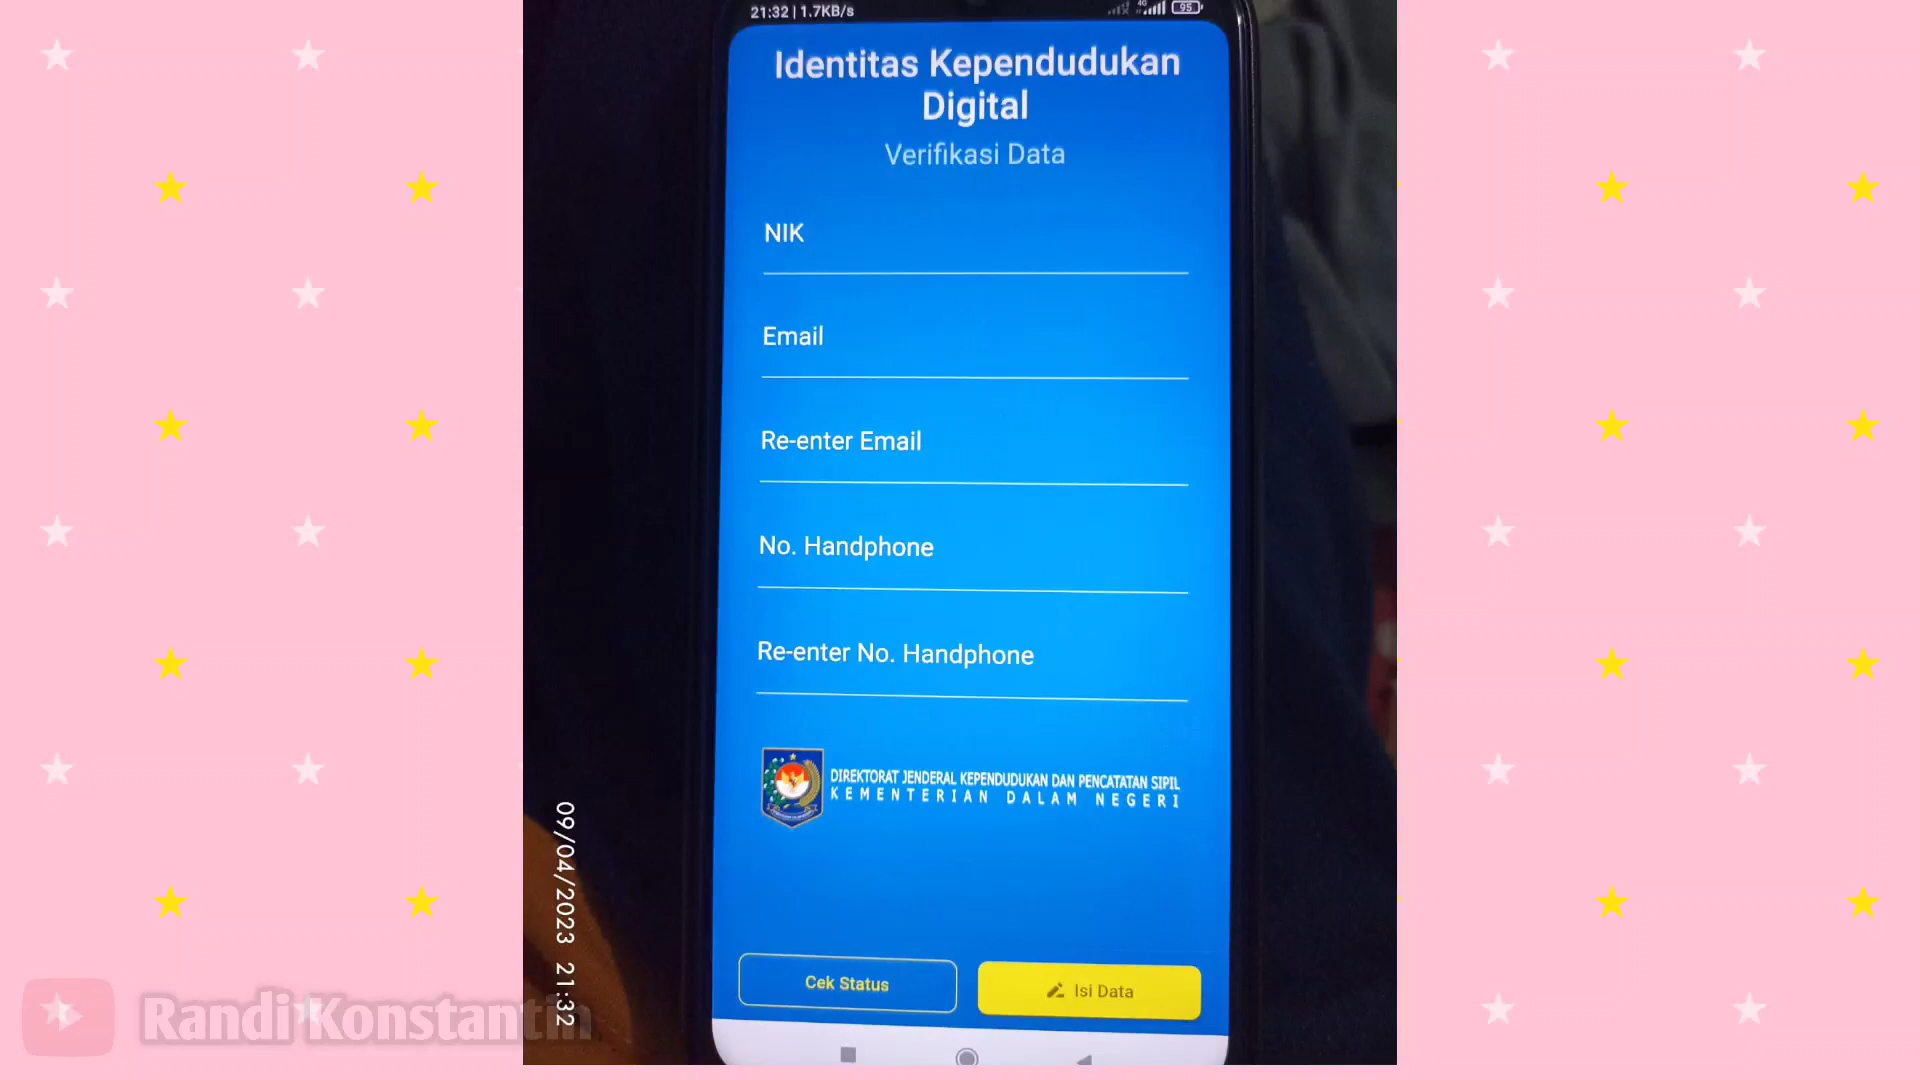 21:32 | 1.7KB/s
4G
95
Identitas Kependudukan
Digital
Verifikasi Data
NIK
Email
Re-enter Email
No. Handphone
Re-enter No. Handphone
DIREKTORAT JENDERAL KEPENDUDUKAN DAN PENCATATAN SIPIL
KEMENTERIAN DALAM NEGERI
Cek Status
Isi Data
09/04/2023 21:32
Randi Konstantin